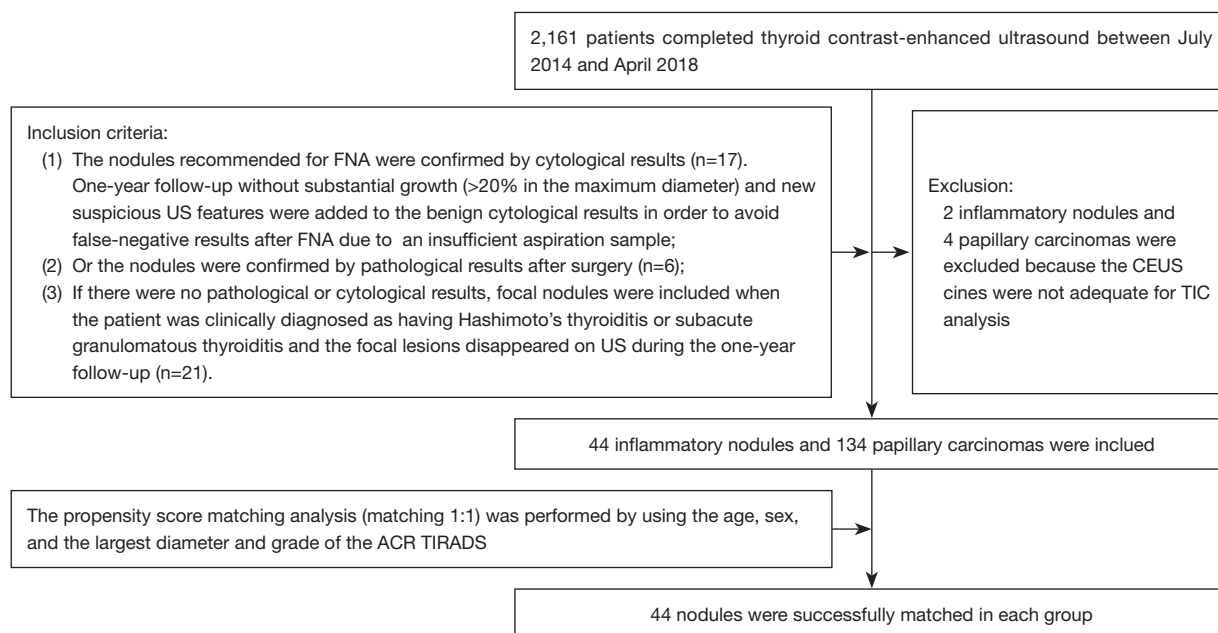 2,161 patients completed thyroid contrast-enhanced ultrasound between July
2014 and April 2018
Inclusion criteria:
(1) The nodules recommended for FNA were confirmed by cytological results (n=17).
One-year follow-up without substantial growth (>20% in the maximum diameter) and new
suspicious US features were added to the benign cytological results in order to avoid
false-negative results after FNA due to an insufficient aspiration sample;
(2) Or the nodules were confirmed by pathological results after surgery (n=6);
(3) If there were no pathological or cytological results, focal nodules were included when
the patient was clinically diagnosed as having Hashimoto's thyroiditis or subacute
granulomatous thyroiditis and the focal lesions disappeared on US during the one-year
follow-up (n=21).
Exclusion:
2 inflammatory nodules and
4 papillary carcinomas were
excluded because the CEUS
cines were not adequate for TIC
analysis
44 inflammatory nodules and 134 papillary carcinomas were inclued
The propensity score matching analysis (matching 1:1) was performed by using the age, sex,
and the largest diameter and grade of the ACR TIRADS
44 nodules were successfully matched in each group